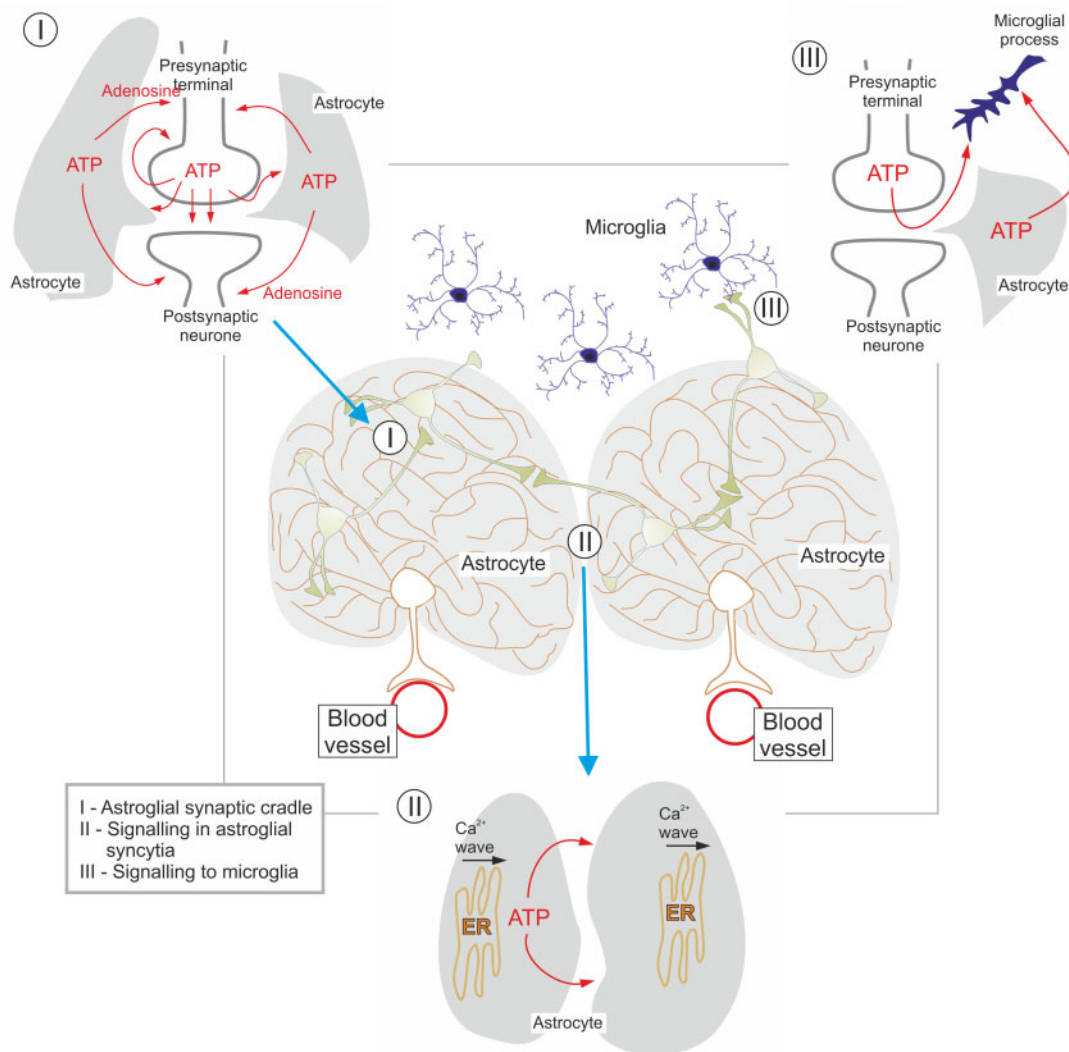 I
Presynaptic
terminal
Adenosine
Astrocyte
ATP
ATP
ATP
Astrocyte
Adenosine
Postsynaptic
neurone
III
Microglial
process
Presynaptic
terminal
ATP
ATP
Astrocyte
Postsynaptic
neurone
Microglia
III
I
II
Astrocyte
Astrocyte
Blood
vessel
Blood
vessel
I - Astroglial synaptic cradle
II - Signalling in astroglial
syncytia
III - Signalling to microglia
II
Ca²⁺
wave
Ca²⁺
wave
ER
ATP
ER
Astrocyte